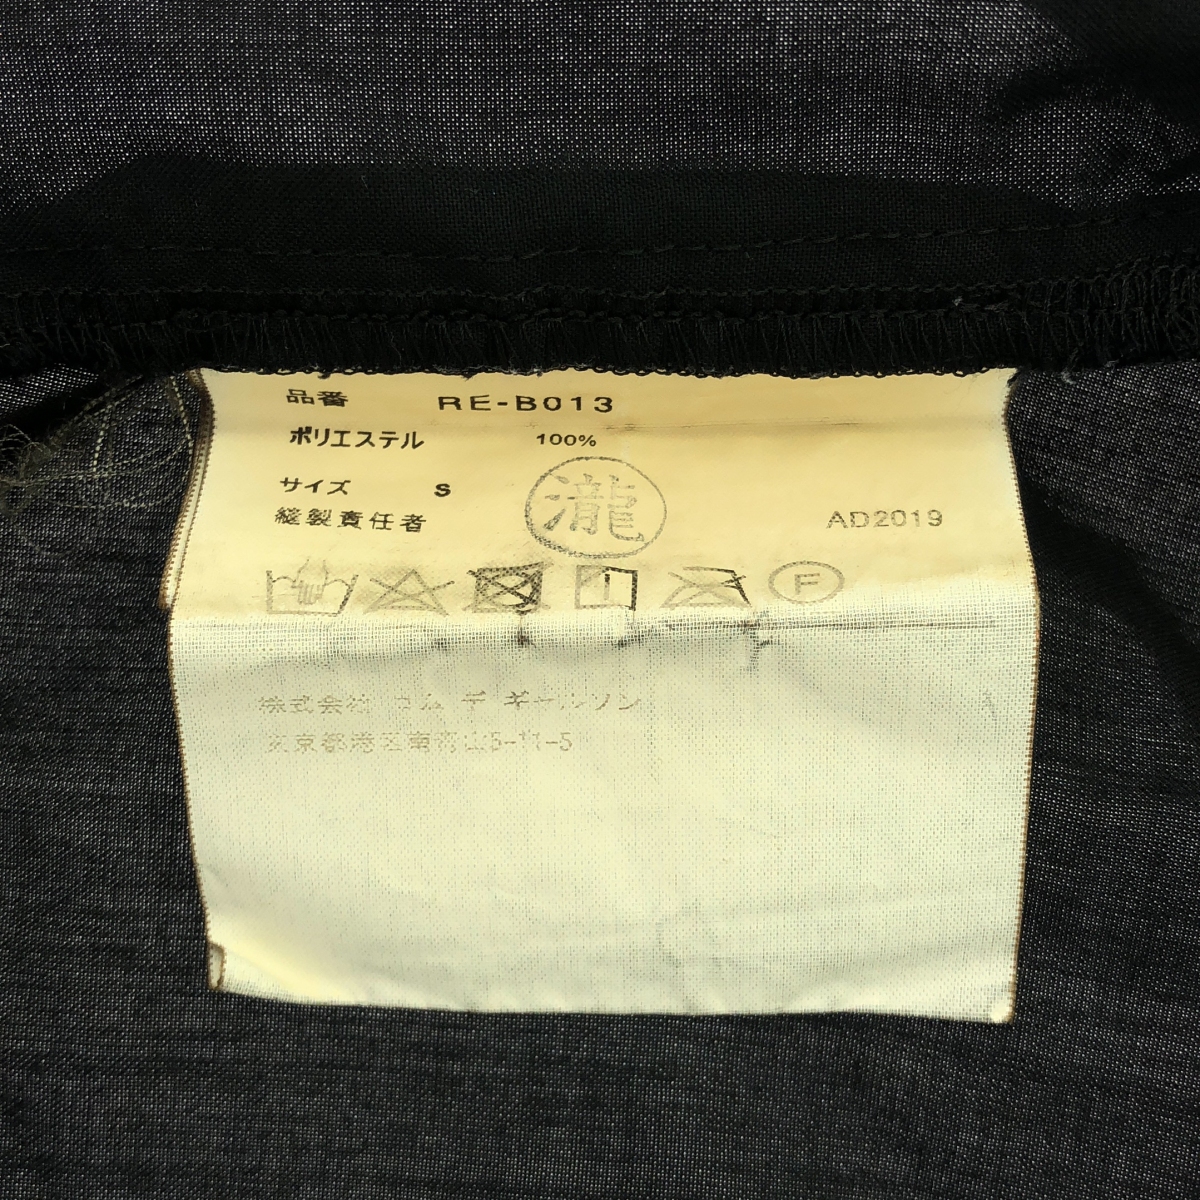 品番 RE-B013
ポリエステル 100%
サイズ S
縫製責任者 瀧 AD2019
F
株式会社 コム デ ギャルソン
東京都港区南青山5-11-5